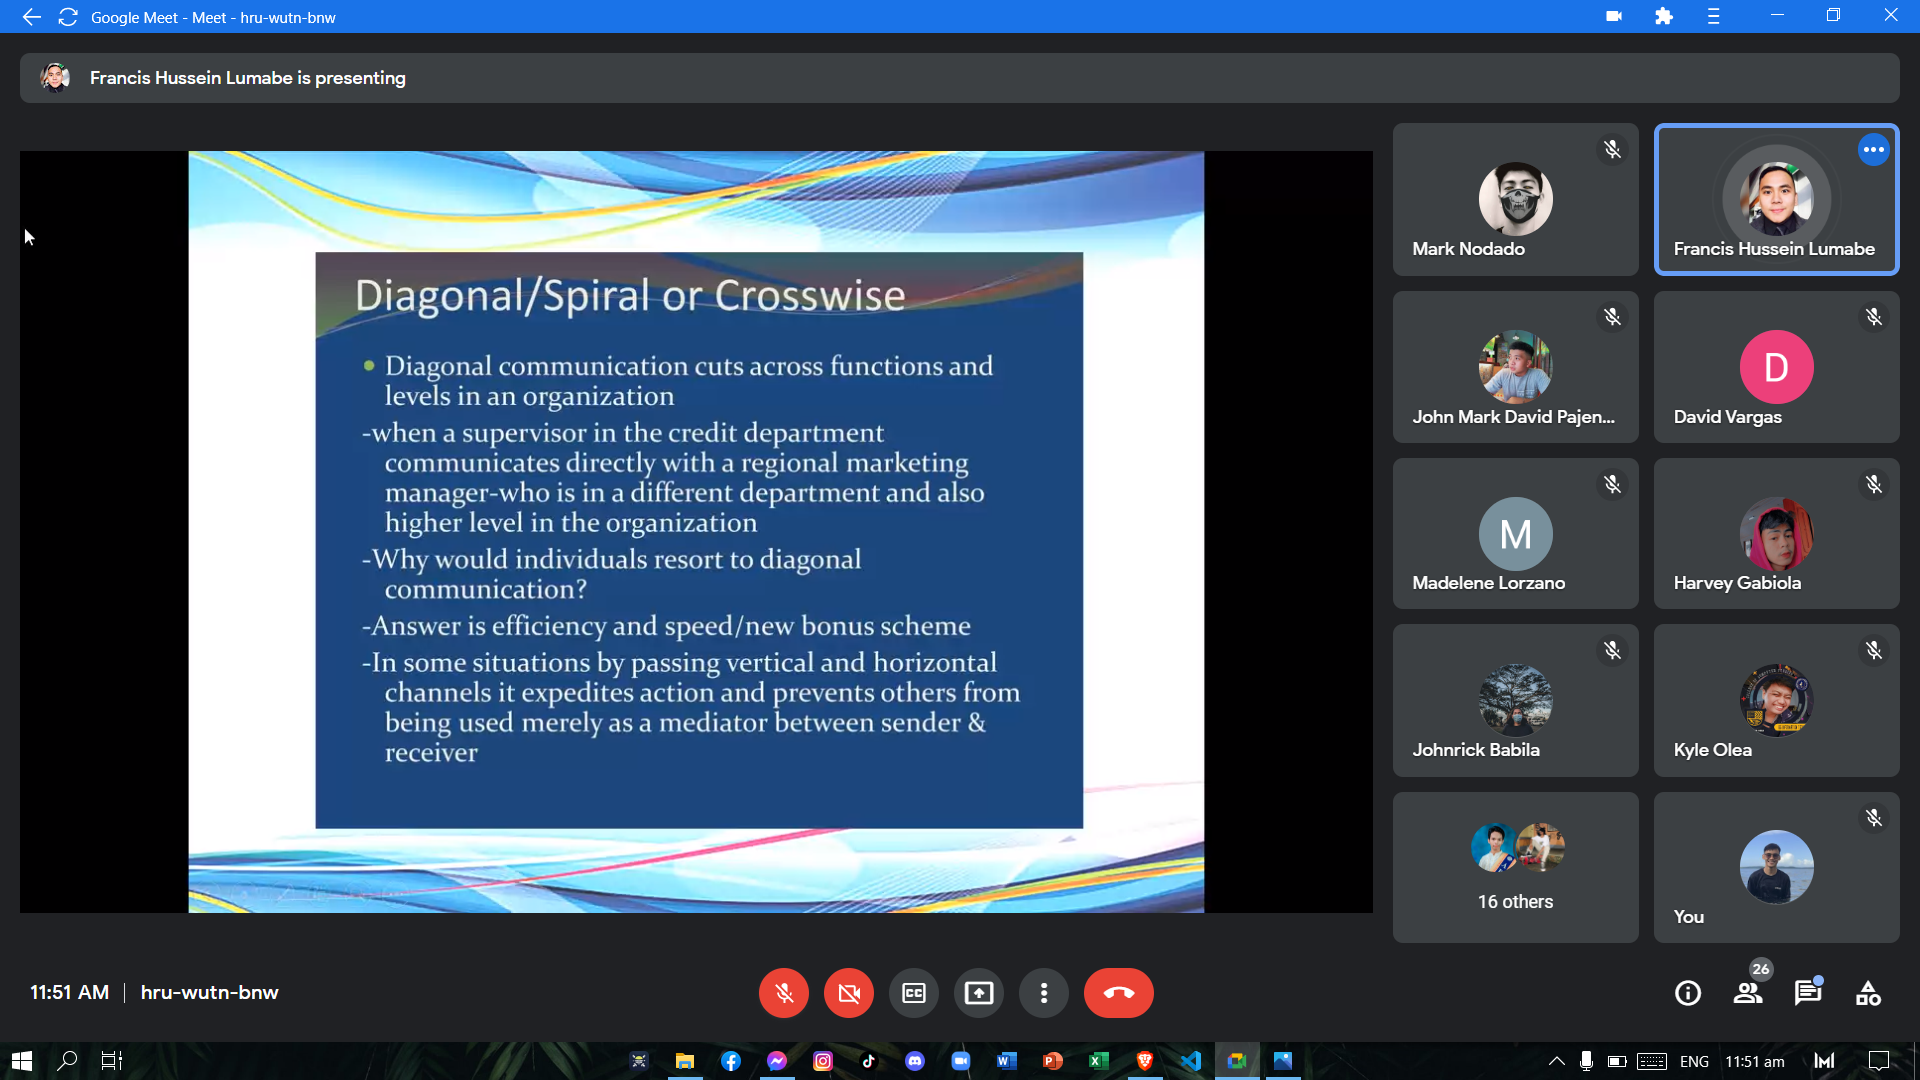 Google Meet - Meet - hru-wutn-bnw
Francis Hussein Lumabe is presenting
Diagonal/Spiral or Crosswise
• Diagonal communication cuts across functions and
levels in an organization
-when a supervisor in the credit department
communicates directly with a regional marketing
manager-who is in a different department and also
higher level in the organization
-Why would individuals resort to diagonal
communication?
-Answer is efficiency and speed/new bonus scheme
-In some situations by passing vertical and horizontal
channels it expedites action and prevents others from
being used merely as a mediator between sender &
receiver
Mark Nodado
Francis Hussein Lumabe
John Mark David Pajen...
D
David Vargas
M
Madelene Lorzano
Harvey Gabiola
Johnrick Babila
Kyle Olea
16 others
You
11:51 AM | hru-wutn-bnw
CC
26
ENG
11:51 am